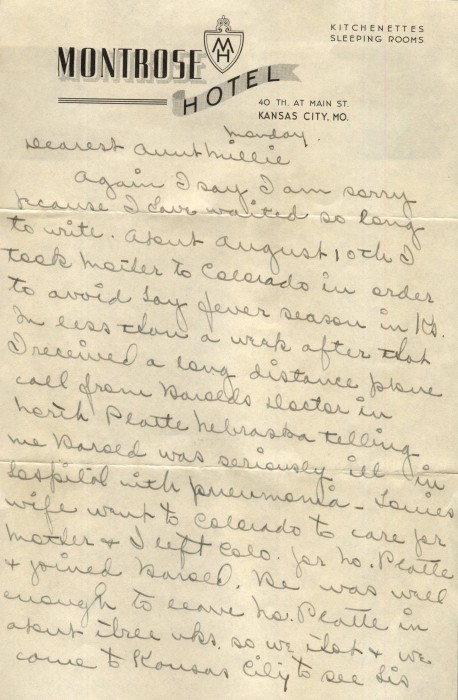 KITCHENETTES
SLEEPING ROOMS
MH
MONTROSE
HOTEL
40 TH. AT MAIN ST.
KANSAS CITY, MO.
Monday.
Dearest Aunt Millie
Again I say I am sorry
because I have waited so long
to write. About August 10th I
took Mother to Colorado in order
to avoid hay fever season in Ks.
In less than a week after that
I received a long distance phone
call from Harolds Doctor in
North Platte Nebraska telling
me Harold was seriously ill in
hospital with pneumonia -
wife went to Colorado to care for
Mother & I left Colo. for No. Platte
& joined Harold. He was well
enough to leave No. Platte in
about three wks. so we & we
come to Kansas City to see his